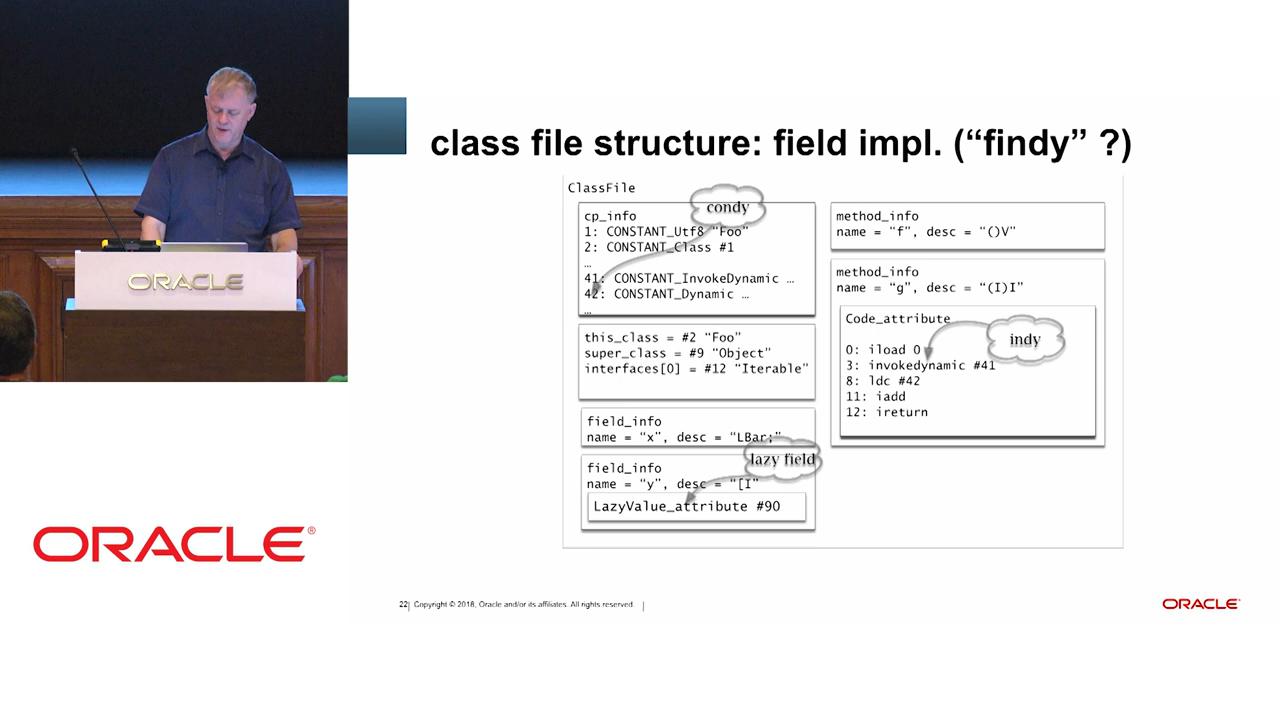 ORACLE
ORACLE®
class file structure: field impl. (“findy” ?)
ClassFile
condy
cp_info
1: CONSTANT_Utf8 “Foo”
2: CONSTANT_Class #1
…
41: CONSTANT_InvokeDynamic …
42: CONSTANT_Dynamic …
…
this_class = #2 “Foo”
super_class = #9 “Object”
interfaces[0] = #12 “Iterable”
field_info
name = “x”, desc = “LBar;”
lazy field
field_info
name = “y”, desc = “[I”
LazyValue_attribute #90
method_info
name = “f”, desc = “()V”
method_info
name = “g”, desc = “(I)I”
Code_attribute
indy
0: iload 0
3: invokedynamic #41
8: ldc #42
11: iadd
12: ireturn
22| Copyright © 2018, Oracle and/or its affiliates. All rights reserved. |
ORACLE®